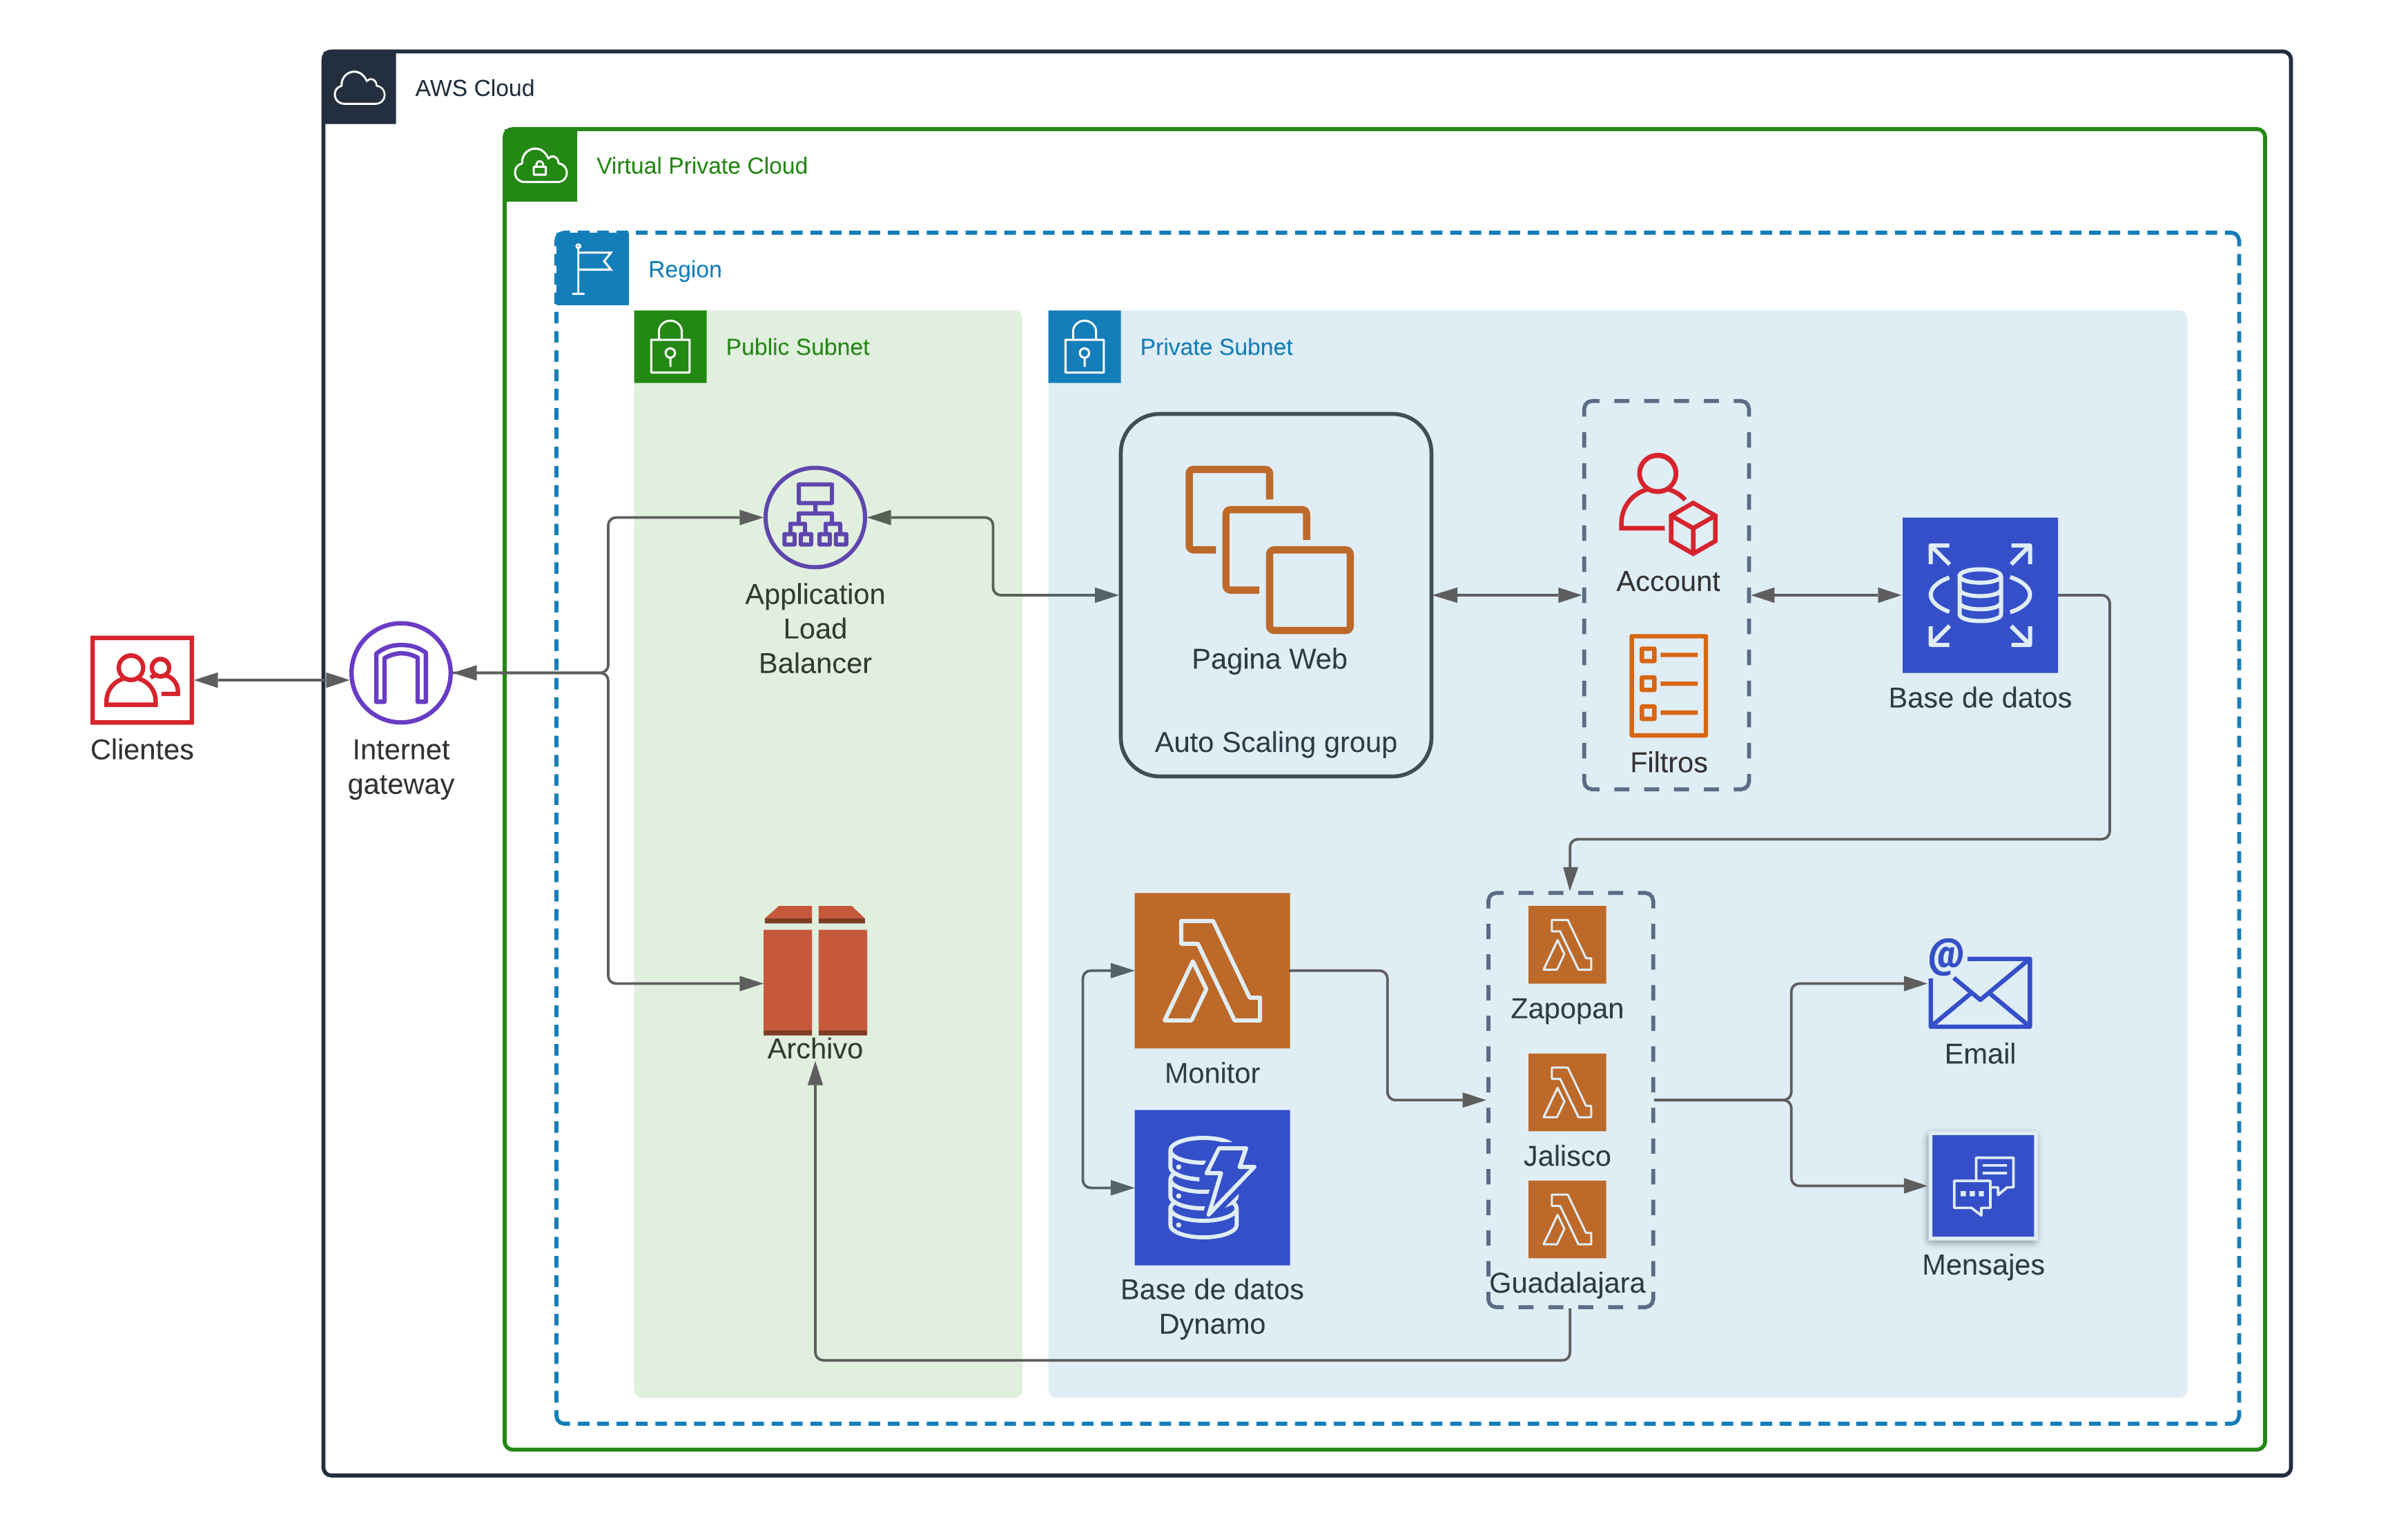 AWS Cloud
Virtual Private Cloud
Region
Public Subnet
Private Subnet
Application
Load
Balancer
Pagina Web
Auto Scaling group
Account
Filtros
Base de datos
Clientes
Internet
gateway
Archivo
Monitor
Base de datos
Dynamo
Zapopan
Jalisco
Guadalajara
@
Email
Mensajes